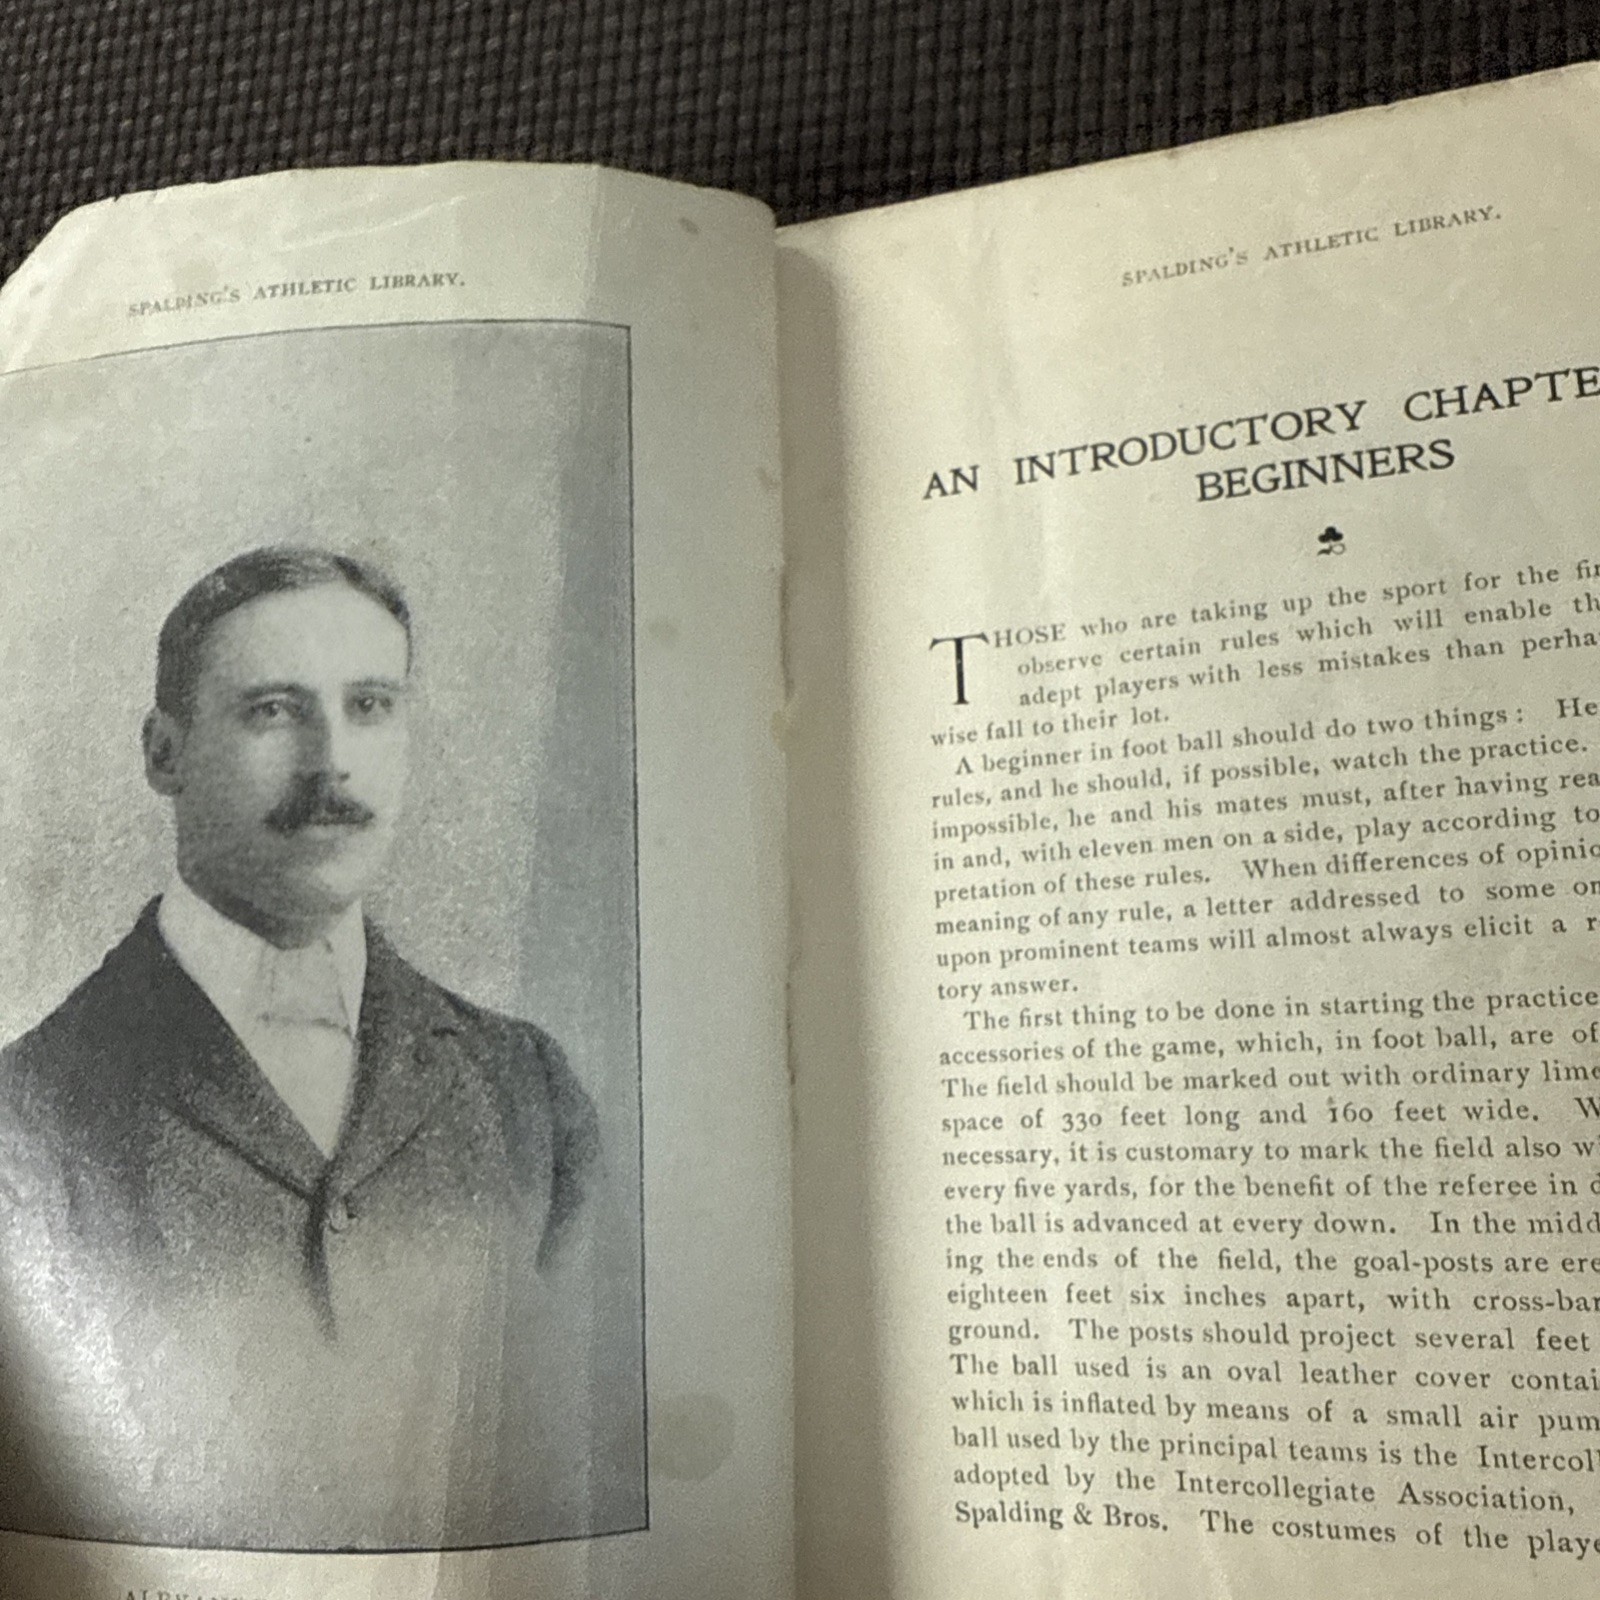 SPALDING'S ATHLETIC LIBRARY.
SPALDING'S ATHLETIC LIBRARY.
AN INTRODUCTORY CHAPTE
BEGINNERS
THOSE who are taking up the sport for the fir
observe certain rules which will enable th
adept players with less mistakes than perha
wise fall to their lot.
A beginner in foot ball should do two things: He
rules, and he should, if possible, watch the practice.
impossible, he and his mates must, after having rea
in and, with eleven men on a side, play according to
pretation of these rules. When differences of opinio
meaning of any rule, a letter addressed to some on
upon prominent teams will almost always elicit a r
tory answer.
The first thing to be done in starting the practice
accessories of the game, which, in foot ball, are of
The field should be marked out with ordinary lime
space of 330 feet long and 160 feet wide. W
necessary, it is customary to mark the field also wi
every five yards, for the benefit of the referee in d
the ball is advanced at every down. In the midd
ing the ends of the field, the goal-posts are ere
eighteen feet six inches apart, with cross-bar
ground. The posts should project several feet
The ball used is an oval leather cover contai
which is inflated by means of a small air pum
ball used by the principal teams is the Intercol
adopted by the Intercollegiate Association,
Spalding & Bros. The costumes of the playe